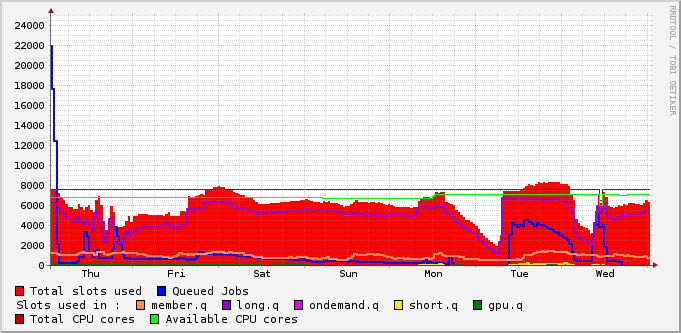 RRDTOOL / TOBI OETIKER
24000
22000
20000
18000
16000
14000
12000
10000
8000
6000
4000
2000
0
Thu Fri Sat Sun Mon Tue Wed
Total slots used Queued Jobs
Slots used in : member.q long.q ondemand.q short.q gpu.q
Total CPU cores Available CPU cores